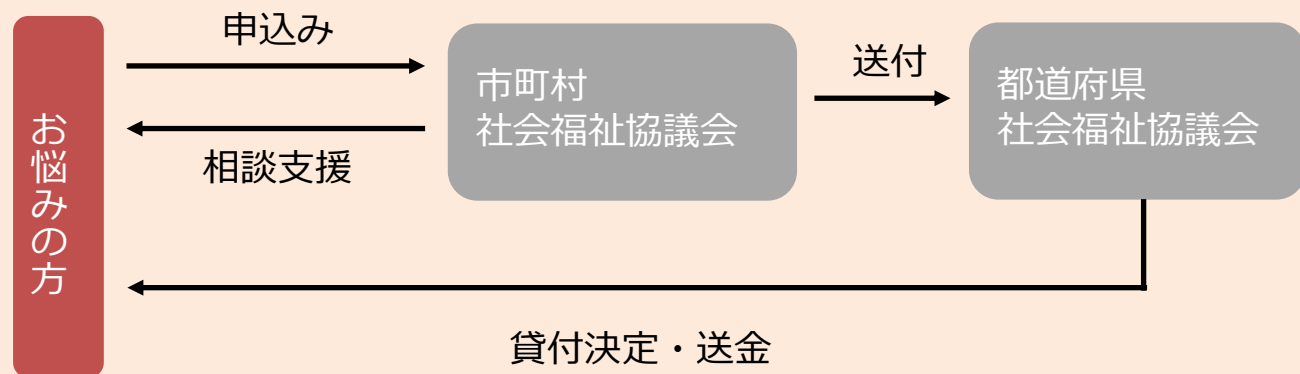 お悩みの方
申込み
相談支援
市町村
社会福祉協議会
送付
都道府県
社会福祉協議会
貸付決定・送金